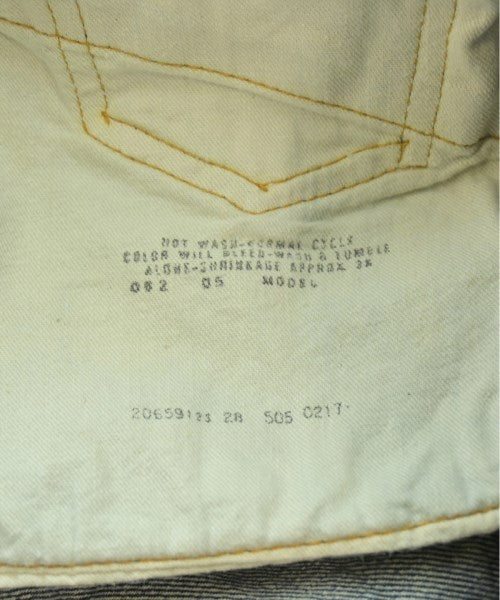 HOT WASH-NORMAL CYCLE
COLOR WILL BLEED-WASH & TUMBLE
ALONE-SHRINKAGE APPROX 3%
002 05 MODEL
20659123 28 505 0217